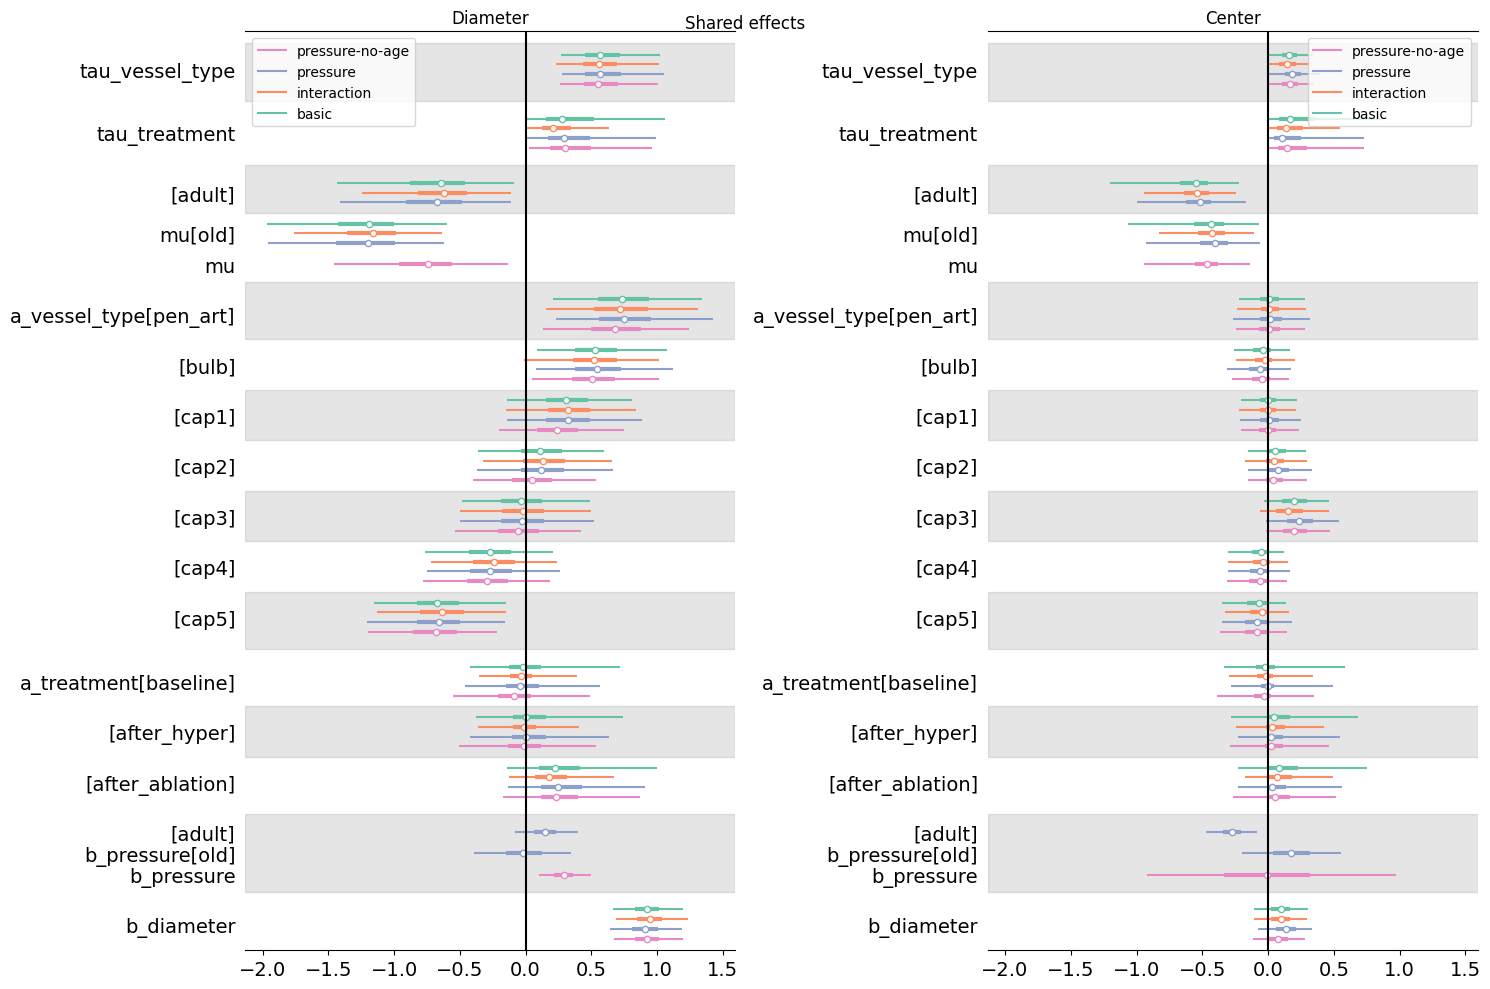 Shared effects
Diameter
pressure-no-age
pressure
interaction
basic
tau_vessel_type
tau_treatment
[adult]
mu[old]
mu
a_vessel_type[pen_art]
[bulb]
[cap1]
[cap2]
[cap3]
[cap4]
[cap5]
a_treatment[baseline]
[after_hyper]
[after_ablation]
[adult]
b_pressure[old]
b_pressure
b_diameter
−2.0 −1.5 −1.0 −0.5 0.0 0.5 1.0 1.5
Center
pressure-no-age
pressure
interaction
basic
tau_vessel_type
tau_treatment
[adult]
mu[old]
mu
a_vessel_type[pen_art]
[bulb]
[cap1]
[cap2]
[cap3]
[cap4]
[cap5]
a_treatment[baseline]
[after_hyper]
[after_ablation]
[adult]
b_pressure[old]
b_pressure
b_diameter
−2.0 −1.5 −1.0 −0.5 0.0 0.5 1.0 1.5